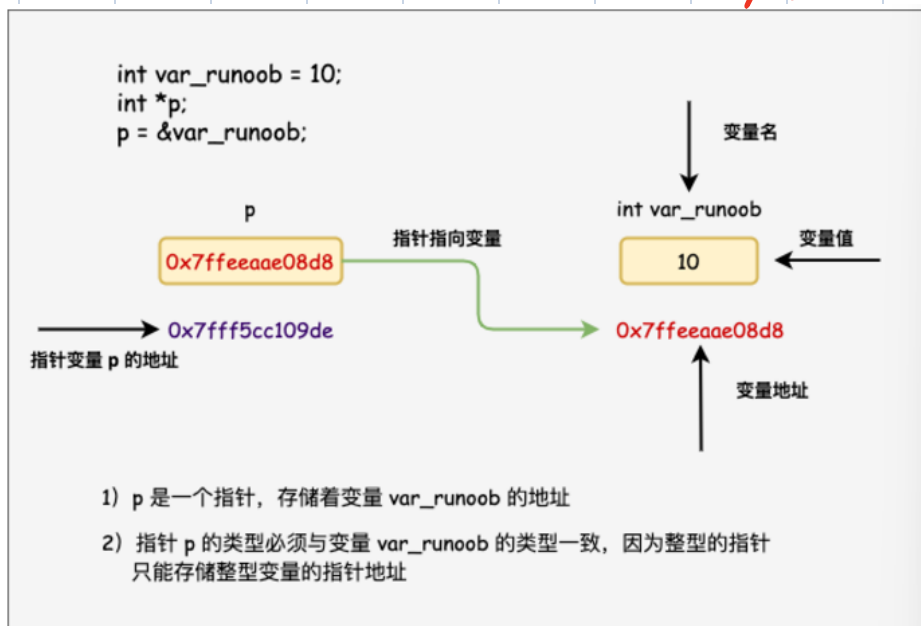 int var_runoob = 10;
int *p;
p = &var_runoob;
变量名
p
int var_runoob
指针指向变量
变量值
0x7ffeeaae08d8
10
0x7fff5cc109de
0x7ffeeaae08d8
指针变量 p 的地址
变量地址
1）p 是一个指针，存储着变量 var_runoob 的地址
2）指针 p 的类型必须与变量 var_runoob 的类型一致，因为整型的指针
只能存储整型变量的指针地址